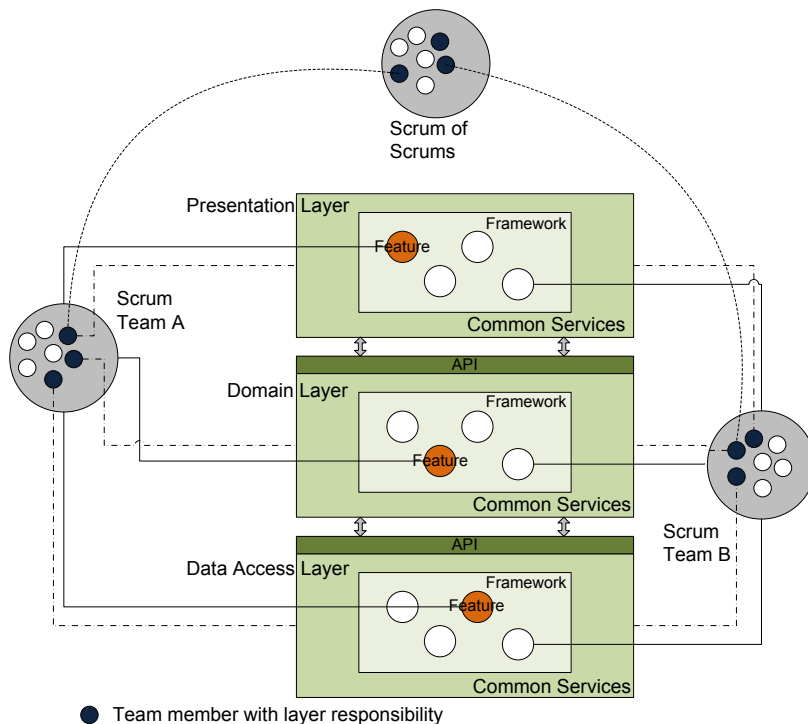 Scrum of
Scrums
Presentation Layer
Framework
Feature
Common Services
Scrum
Team A
API
Domain Layer
Framework
Feature
Common Services
Scrum
Team B
API
Data Access Layer
Framework
Feature
Common Services
Team member with layer responsibility